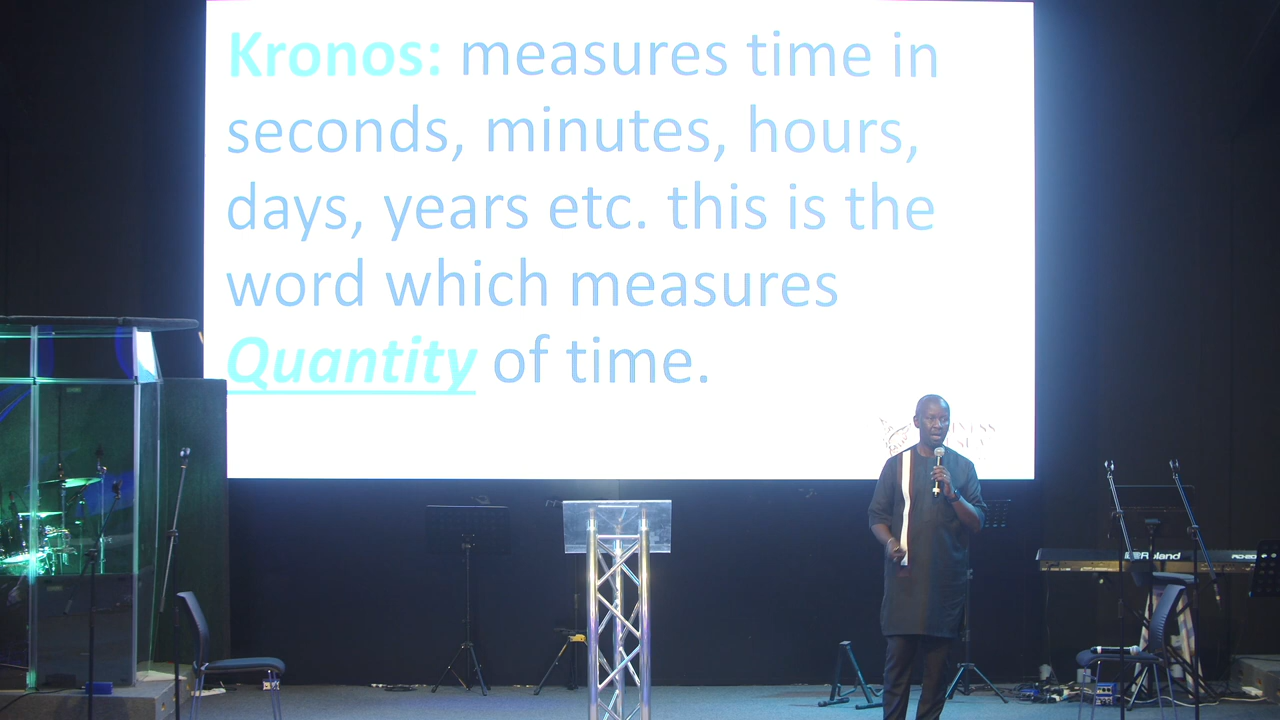 Kronos: measures time in
seconds, minutes, hours,
days, years etc. this is the
word which measures
Quantity of time.
Roland